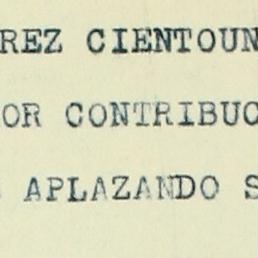 REZ CIENTOUN
OR CONTRIBUC
APLAZANDO S